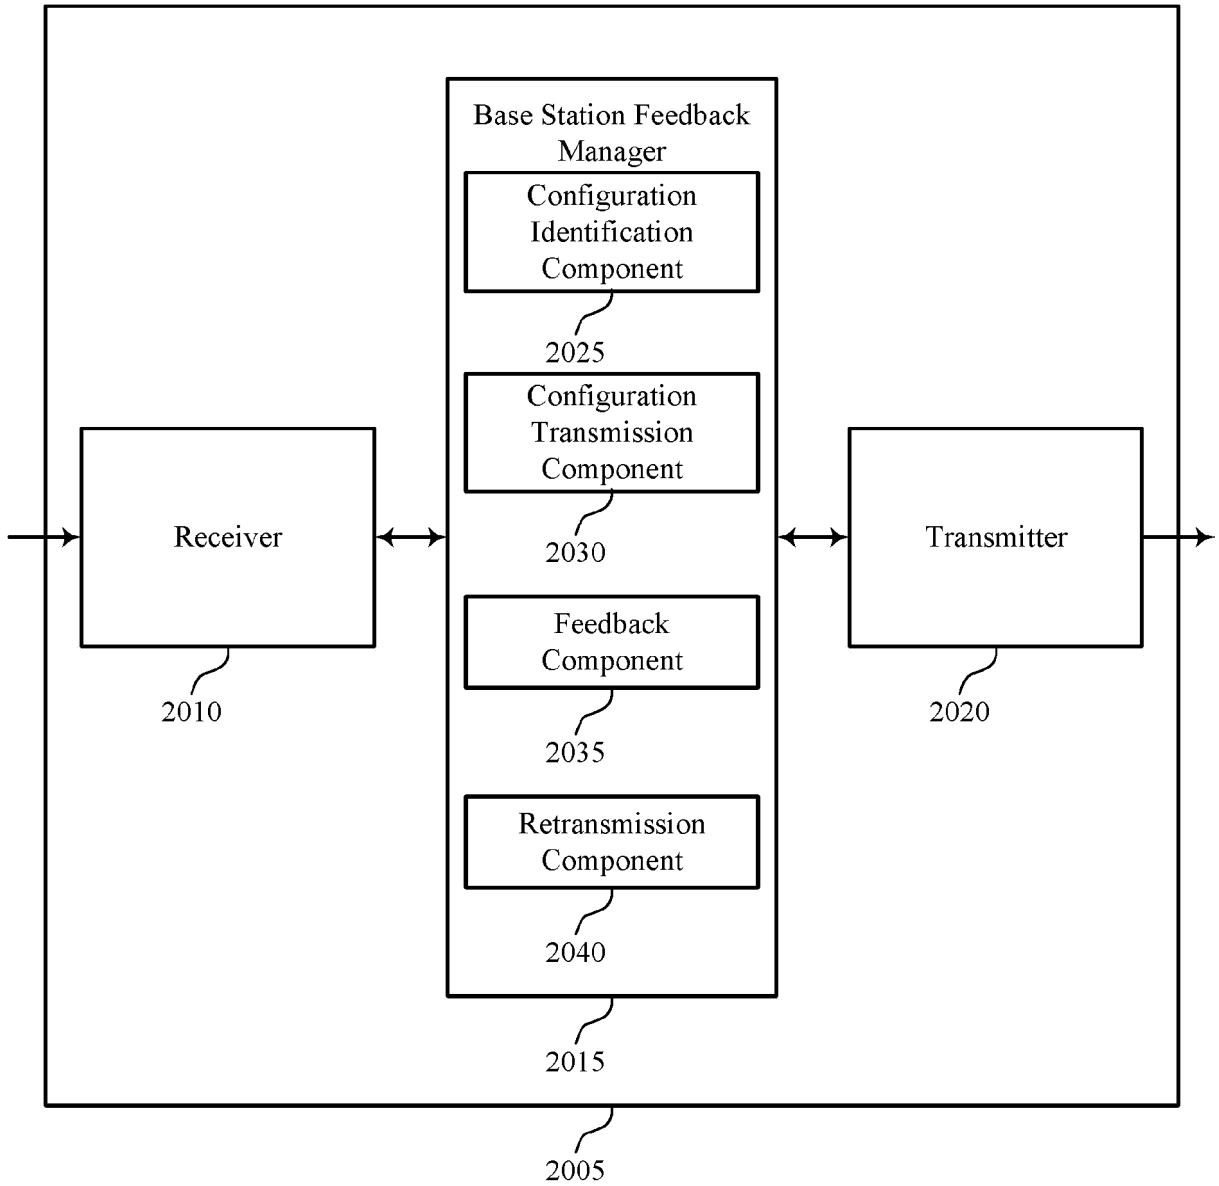 Base Station Feedback
Manager
Configuration
Identification
Component
2025
Configuration
Transmission
Component
2030
Receiver
2010
Transmitter
2020
Feedback
Component
2035
Retransmission
Component
2040
2015
2005